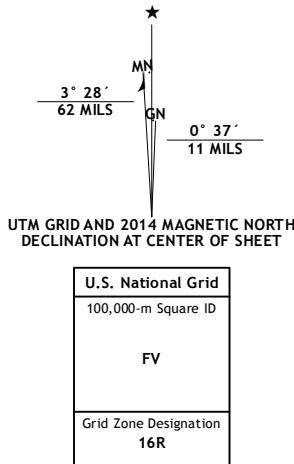 ★
MN
3° 28´
62 MILS
GN
0° 37´
11 MILS
UTM GRID AND 2014 MAGNETIC NORTH
DECLINATION AT CENTER OF SHEET
U.S. National Grid
100,000-m Square ID
FV
Grid Zone Designation
16R